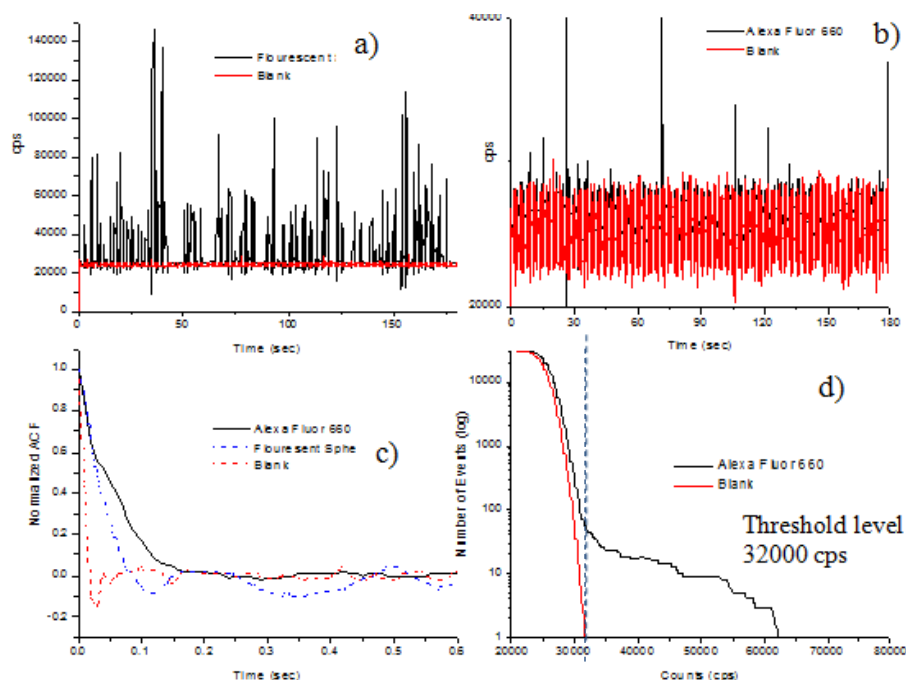 a)
140000
120000
100000
80000
60000
40000
20000
0
cps
Flourescent :
Blank
0 50 100 150
Time (sec)
b)
40000
cps
20000
Alexa Fluor 660
Blank
0 30 60 90 120 150 180
Time (sec)
c)
1.0
0.8
0.6
0.4
0.2
0.0
-0.2
Normalized ACF
Alexa Fluor 660
Flouresent Sphe
Blank
0.0 0.1 0.2 0.3 0.4 0.5 0.6
Time (sec)
d)
10000
1000
100
10
1
Number of Events (log)
Alexa Fluor 660
Blank
Threshold level
32000 cps
20000 30000 40000 50000 60000 70000 80000
Counts (cps)